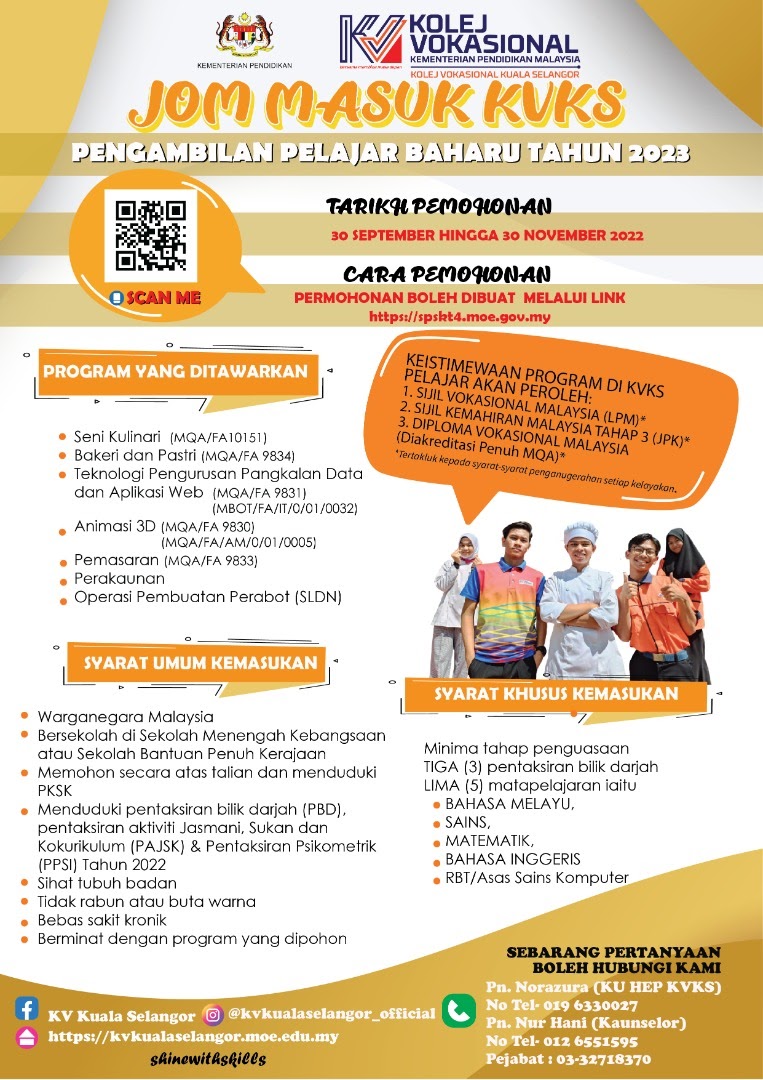 KEMENTERIAN PENDIDIKAN
KV
KOLEJ
VOKASIONAL
KEMENTERIAN PENDIDIKAN MALAYSIA
KOLEJ VOKASIONAL KUALA SELANGOR
JOM MASUK KVKS
PENGAMBILAN PELAJAR BAHARU TAHUN 2023
SCAN ME
TARIKH PEMOHONAN
30 SEPTEMBER HINGGA 30 NOVEMBER 2022
CARA PEMOHONAN
PERMOHONAN BOLEH DIBUAT MELALUI LINK
https://spskt4.moe.gov.my
PROGRAM YANG DITAWARKAN
Seni Kulinari (MQA/FA10151)
Bakeri dan Pastri (MQA/FA 9834)
Teknologi Pengurusan Pangkalan Data
dan Aplikasi Web (MQA/FA 9831)
(MBOT/FA/IT/0/01/0032)
Animasi 3D (MQA/FA 9830)
(MQA/FA/AM/0/01/0005)
Pemasaran (MQA/FA 9833)
Perakaunan
Operasi Pembuatan Perabot (SLDN)
KEISTIMEWAAN PROGRAM DI KVKS
PELAJAR AKAN PEROLEH:
1. SIJIL VOKASIONAL MALAYSIA (LPM)*
2. SIJIL KEMAHIRAN MALAYSIA TAHAP 3 (JPK)*
3. DIPLOMA VOKASIONAL MALAYSIA
(Diakreditasi Penuh MQA)*
*Tertakluk kepada syarat-syarat penganugerahan setiap kelayakan.
SYARAT UMUM KEMASUKAN
Warganegara Malaysia
Bersekolah di Sekolah Menengah Kebangsaan
atau Sekolah Bantuan Penuh Kerajaan
Memohon secara atas talian dan menduduki
PKSK
Menduduki pentaksiran bilik darjah (PBD),
pentaksiran aktiviti Jasmani, Sukan dan
Kokurikulum (PAJSK) & Pentaksiran Psikometrik
(PPSI) Tahun 2022
Sihat tubuh badan
Tidak rabun atau buta warna
Bebas sakit kronik
Berminat dengan program yang dipohon
SYARAT KHUSUS KEMASUKAN
Minima tahap penguasaan
TIGA (3) pentaksiran bilik darjah
LIMA (5) matapelajaran iaitu
BAHASA MELAYU,
SAINS,
MATEMATIK,
BAHASA INGGERIS
RBT/Asas Sains Komputer
SEBARANG PERTANYAAN
BOLEH HUBUNGI KAMI
Pn. Norazura (KU HEP KVKS)
No Tel- 019 6330027
Pn. Nur Hani (Kaunselor)
No Tel- 012 6551595
Pejabat : 03-32718370
KV Kuala Selangor @kvkualaselangor_official
https://kvkualaselangor.moe.edu.my
shinewithskills